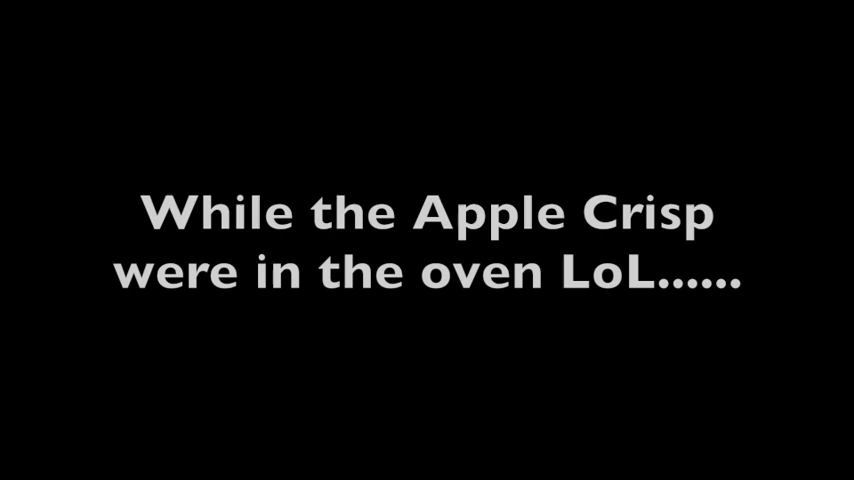 While the Apple Crisp
were in the oven LoL......